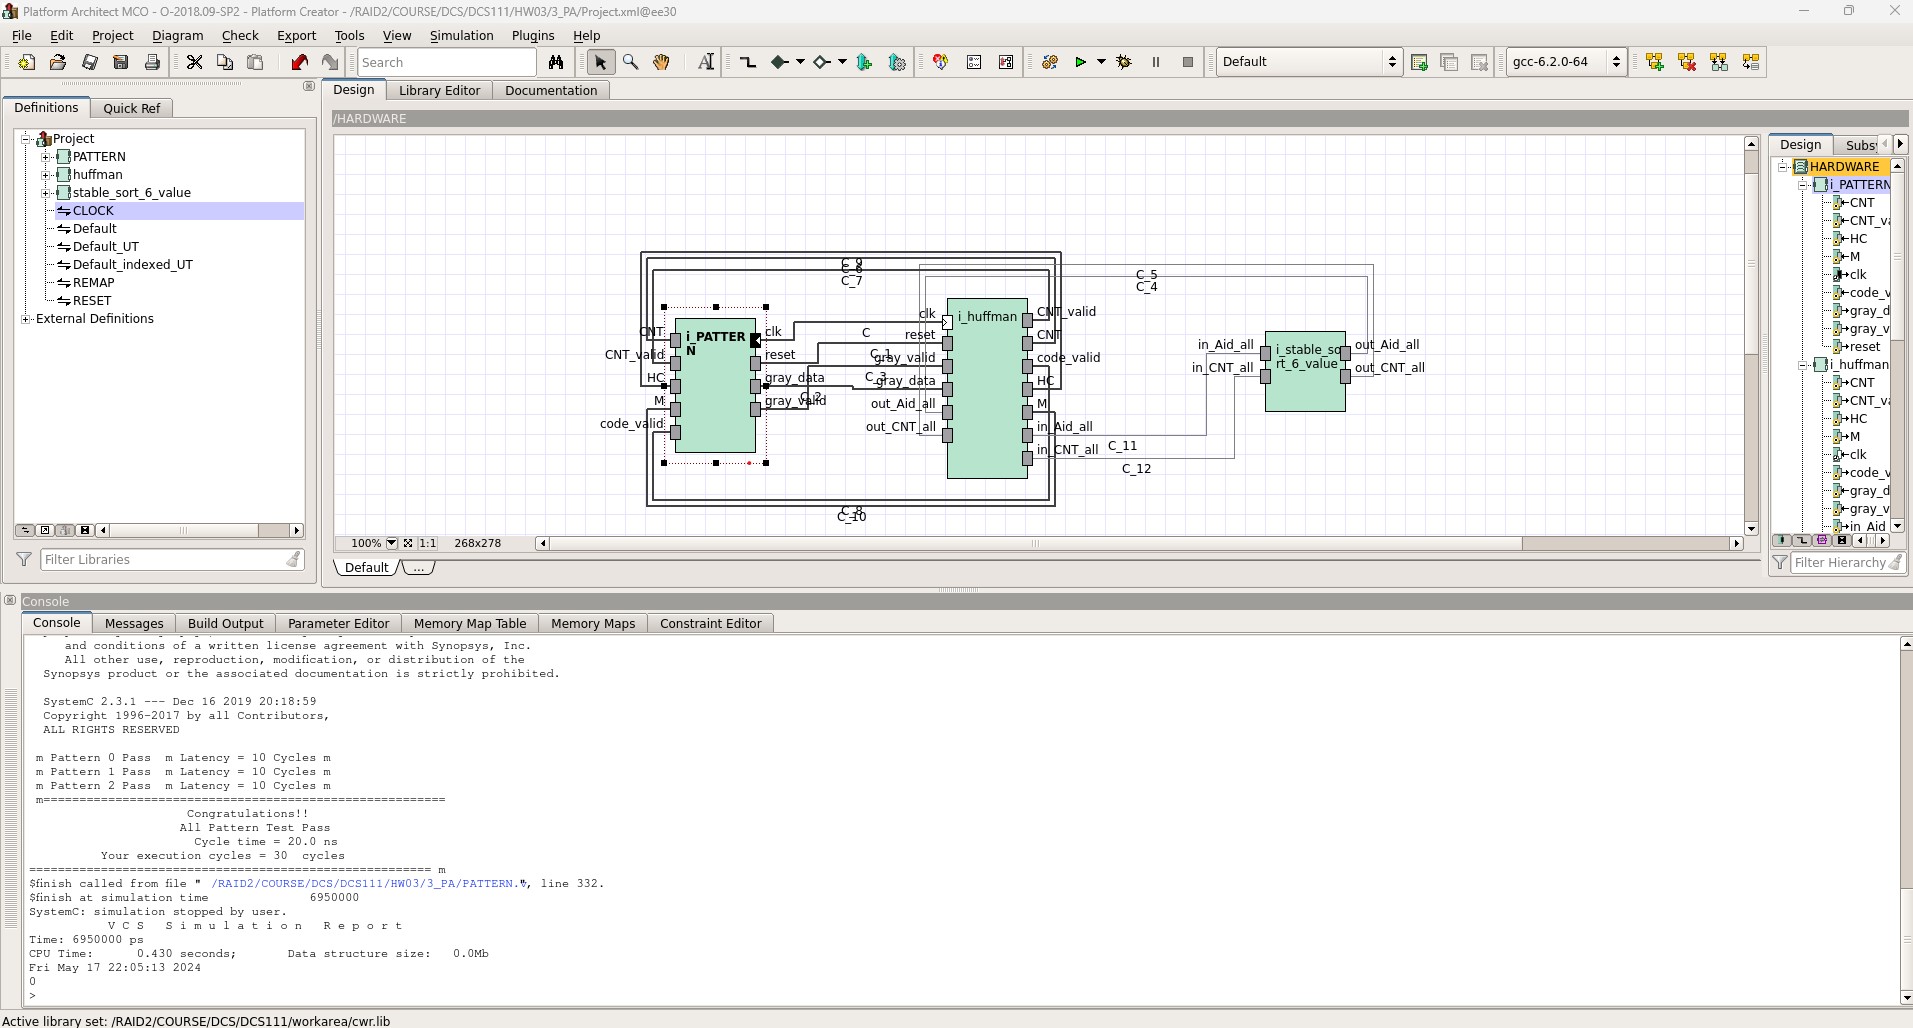 Platform Architect MCO - O-2018.09-SP2 - Platform Creator - /RAID2/COURSE/DCS/DCS111/HW03/3_PA/Project.xml@ee30
File Edit Project Diagram Check Export Tools View Simulation Plugins Help
Search
Default
gcc-6.2.0-64
Definitions
Quick Ref
Project
PATTERN
huffman
stable_sort_6_value
CLOCK
Default
Default_UT
Default_indexed_UT
REMAP
RESET
External Definitions
Filter Libraries
Design
Library Editor
Documentation
/HARDWARE
C_9
C_6
C_7
C_5
C_4
CNT
CNT_valid
HC
M
code_valid
i_PATTER
N
clk
reset
gray_data
gray_valid
C
C_1
C_3
C_2
clk
reset
gray_valid
gray_data
out_Aid_all
out_CNT_all
i_huffman
CNT_valid
CNT
code_valid
HC
M
in_Aid_all
in_CNT_all
C_11
C_12
in_Aid_all
in_CNT_all
i_stable_so
rt_6_value
out_Aid_all
out_CNT_all
C_8
C_10
100%
1:1
268x278
Default
...
Design
Subs
HARDWARE
i_PATTERN
CNT
CNT_va
HC
M
clk
code_v
gray_d
gray_v
reset
i_huffman
CNT
CNT_va
HC
M
clk
code_v
gray_d
gray_v
in_Aid
Filter Hierarchy
Console
Console
Messages
Build Output
Parameter Editor
Memory Map Table
Memory Maps
Constraint Editor
and conditions of a written license agreement with Synopsys, Inc.
All other use, reproduction, modification, or distribution of the
Synopsys product or the associated documentation is strictly prohibited.
SystemC 2.3.1 --- Dec 16 2019 20:18:59
Copyright 1996-2017 by all Contributors,
ALL RIGHTS RESERVED
m Pattern 0 Pass  m Latency = 10 Cycles m
m Pattern 1 Pass  m Latency = 10 Cycles m
m Pattern 2 Pass  m Latency = 10 Cycles m
m========================================================
Congratulations!!
All Pattern Test Pass
Cycle time = 20.0 ns
Your execution cycles = 30  cycles
======================================================== m
$finish called from file " /RAID2/COURSE/DCS/DCS111/HW03/3_PA/PATTERN.v", line 332.
$finish at simulation time 6950000
SystemC: simulation stopped by user.
V C S   S i m u l a t i o n   R e p o r t
Time: 6950000 ps
CPU Time: 0.430 seconds; Data structure size: 0.0Mb
Fri May 17 22:05:13 2024
0
>
Active library set: /RAID2/COURSE/DCS/DCS111/workarea/cwr.lib